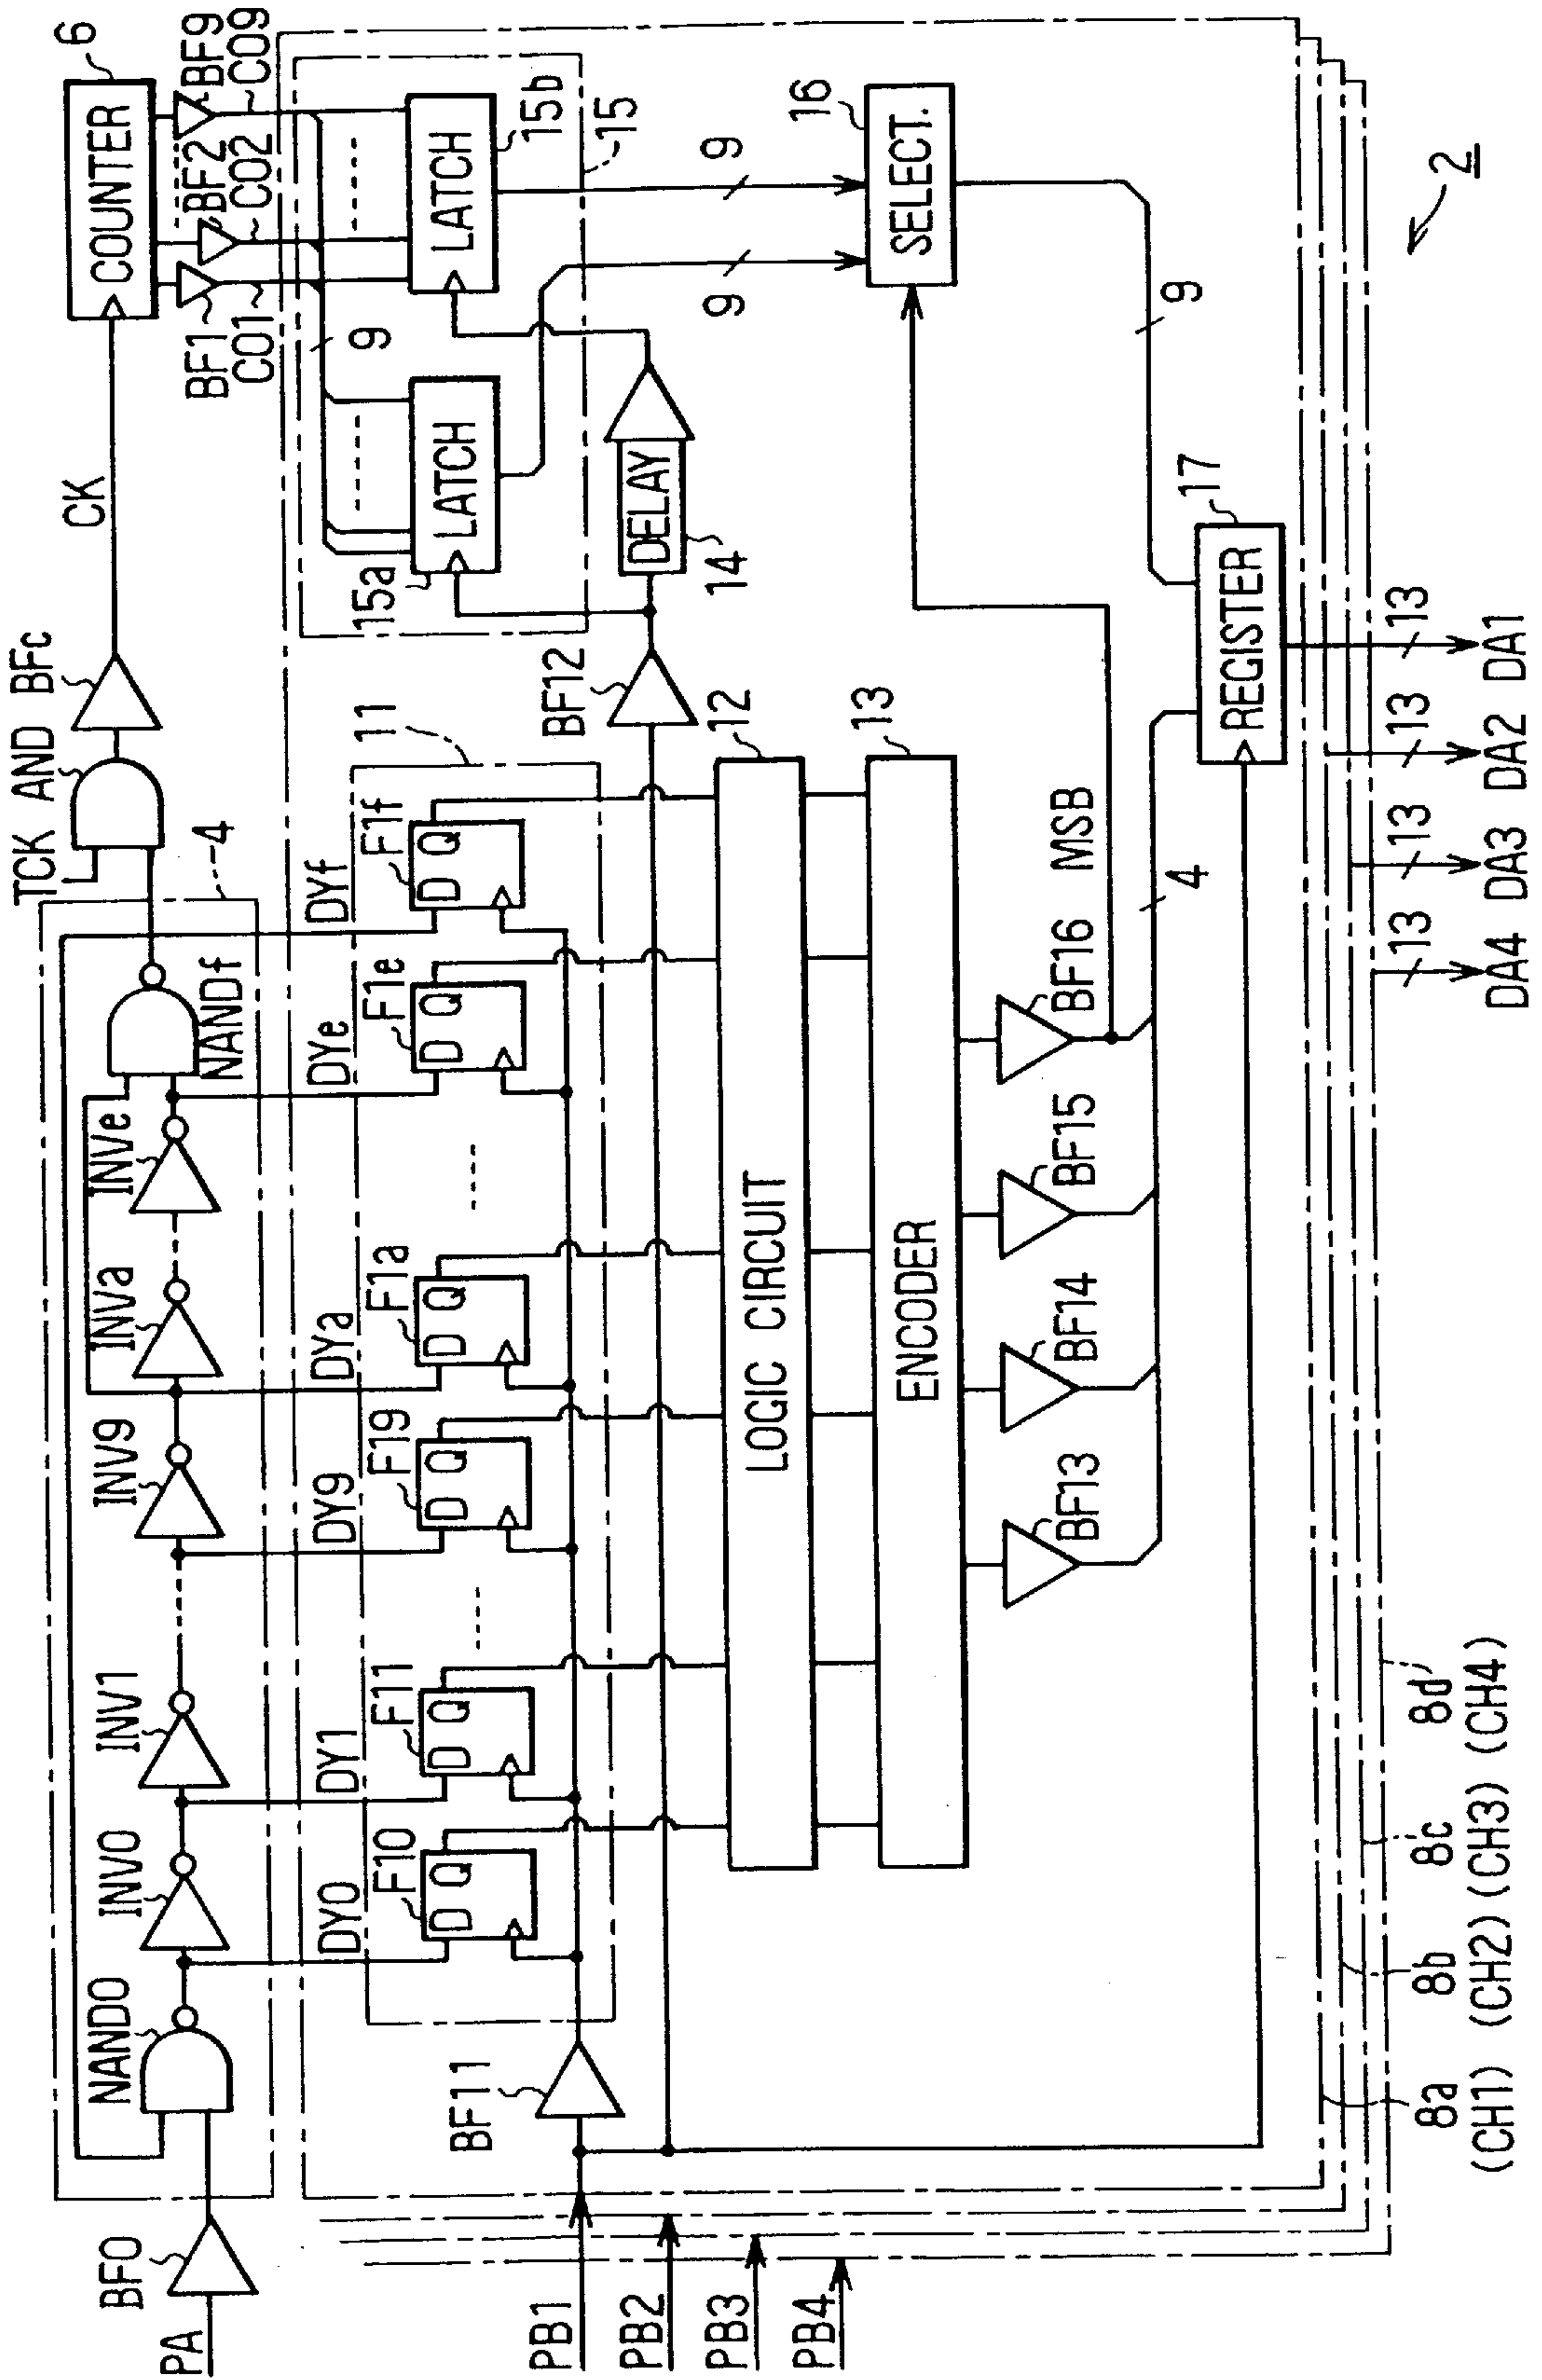 PA
BF0
NAND0
INV0
INV1
INV9
INVa
INVe
NANDf
4
TCK
AND
BFc
CK
COUNTER
6
BF1
BF2
BF9
CO1
CO2
CO9
DY0
DY1
DY9
DYa
DYe
DYf
11
F10
D Q
F11
D Q
F19
D Q
F1a
D Q
F1e
D Q
F1f
D Q
9
15a
LATCH
LATCH
15b
15
PB1
PB2
PB3
PB4
BF11
BF12
DELAY
14
9
9
LOGIC CIRCUIT
12
ENCODER
13
SELECT.
16
BF13
BF14
BF15
BF16
MSB
4
9
REGISTER
17
2
13
13
13
13
DA4
DA3
DA2
DA1
8a
8b
8c
8d
(CH1)
(CH2)
(CH3)
(CH4)